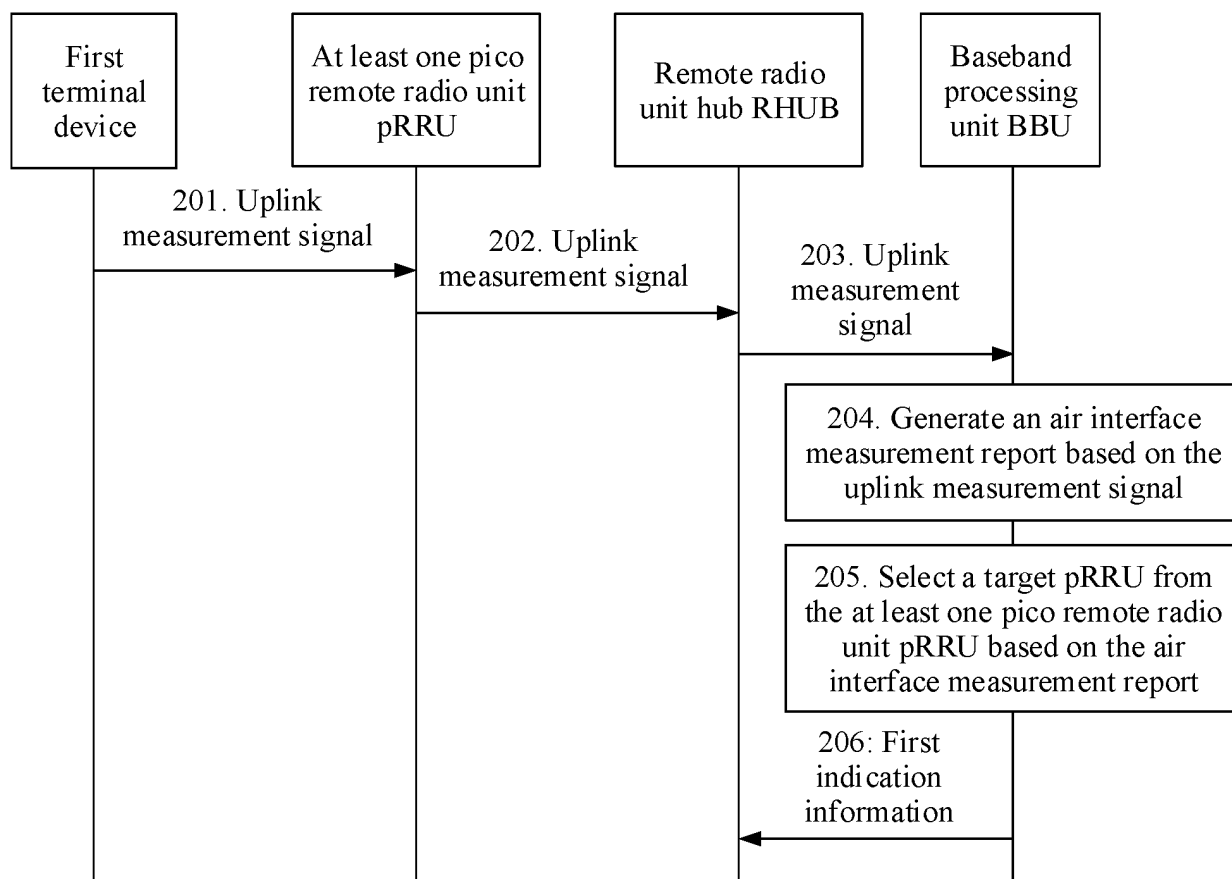 First
terminal
device
At least one pico
remote radio unit
pRRU
Remote radio
unit hub RHUB
Baseband
processing
unit BBU
201. Uplink
measurement signal
202. Uplink
measurement signal
203. Uplink
measurement
signal
204. Generate an air interface
measurement report based on the
uplink measurement signal
205. Select a target pRRU from
the at least one pico remote radio
unit pRRU based on the air
interface measurement report
206: First
indication
information